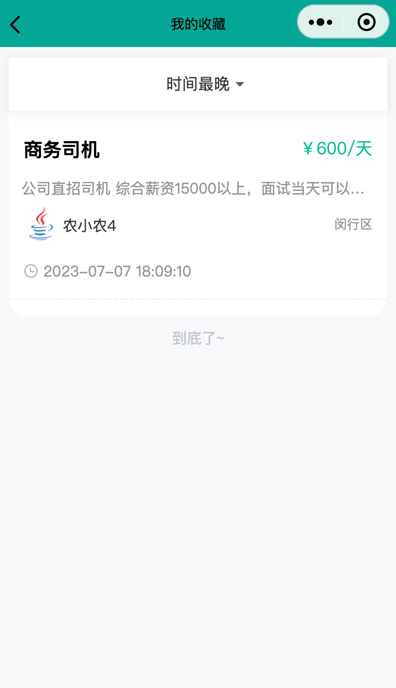 我的收藏
时间最晚
商务司机
¥600/天
公司直招司机 综合薪资15000以上，面试当天可以...
农小农4
闵行区
2023-07-07 18:09:10
到底了~